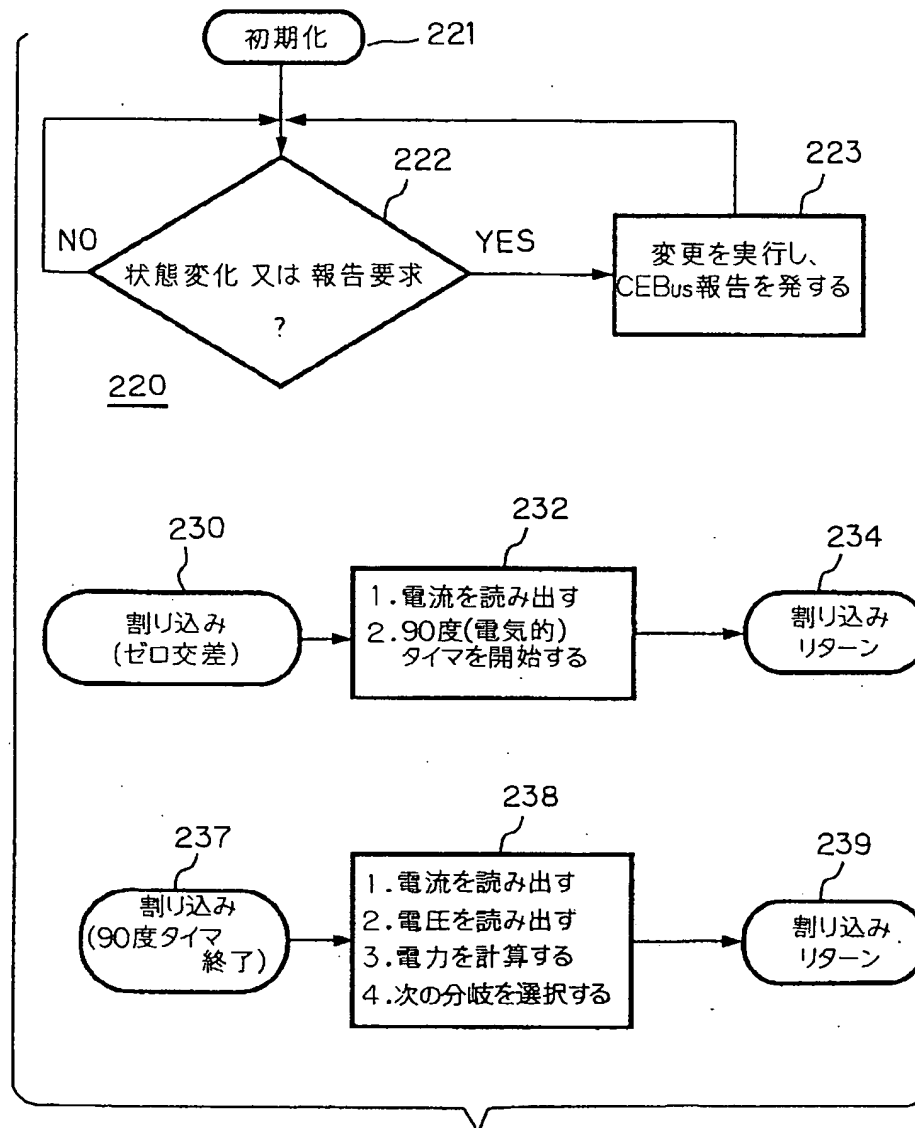 初期化
221
222
223
NO
YES
状態変化 又は 報告要求
?
変更を実行し、
CEBus報告を発する
220
230
232
234
割り込み
(ゼロ交差)
1.電流を読み出す
2.90度(電気的)
タイマを開始する
割り込み
リターン
237
238
239
割り込み
(90度タイマ
終了)
1.電流を読み出す
2.電圧を読み出ず
3.電力を計算する
4.次の分岐を選択する
割り込み
リターン